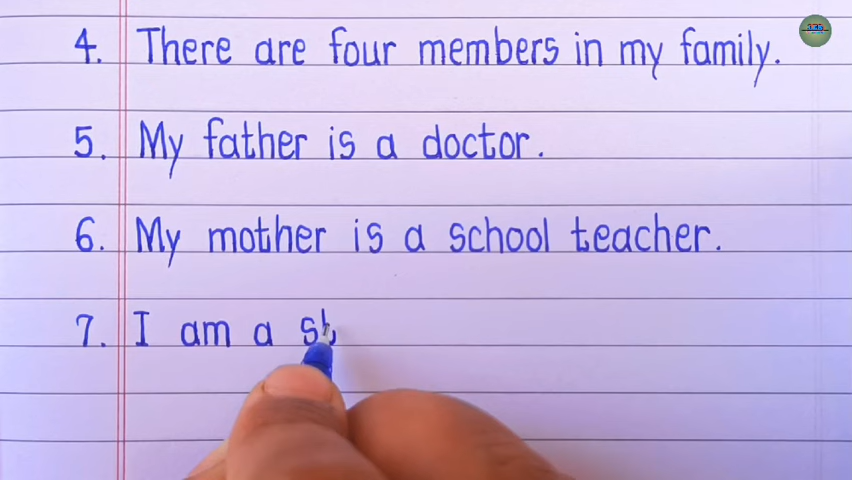 4. There are four members in my family.
5. My father is a doctor.
6. My mother is a school teacher.
7. I am a st